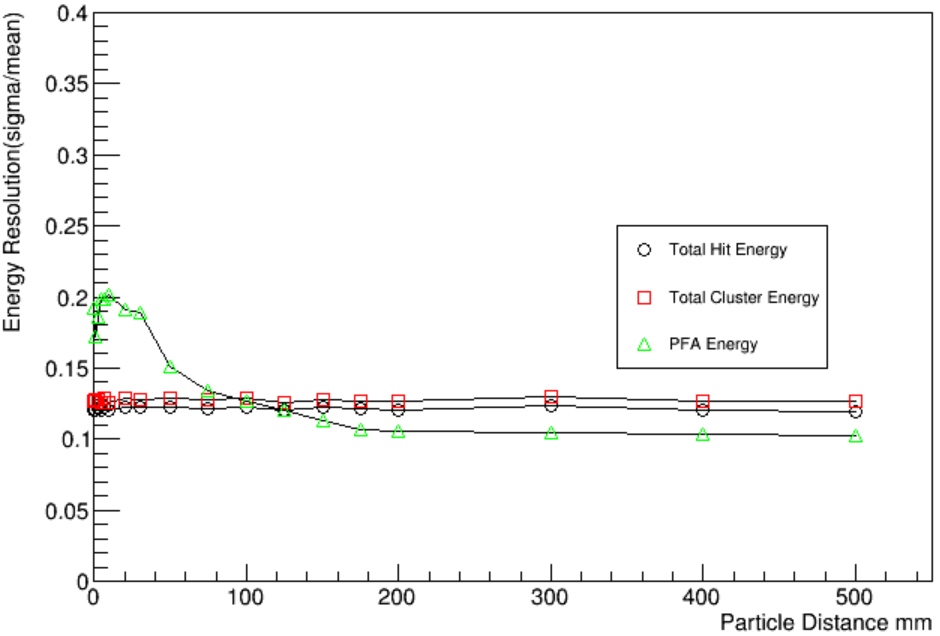 0.4
0.35
0.3
0.25
0.2
0.15
0.1
0.05
0
Energy Resolution(sigma/mean)
Total Hit Energy
Total Cluster Energy
PFA Energy
0 100 200 300 400 500
Particle Distance mm